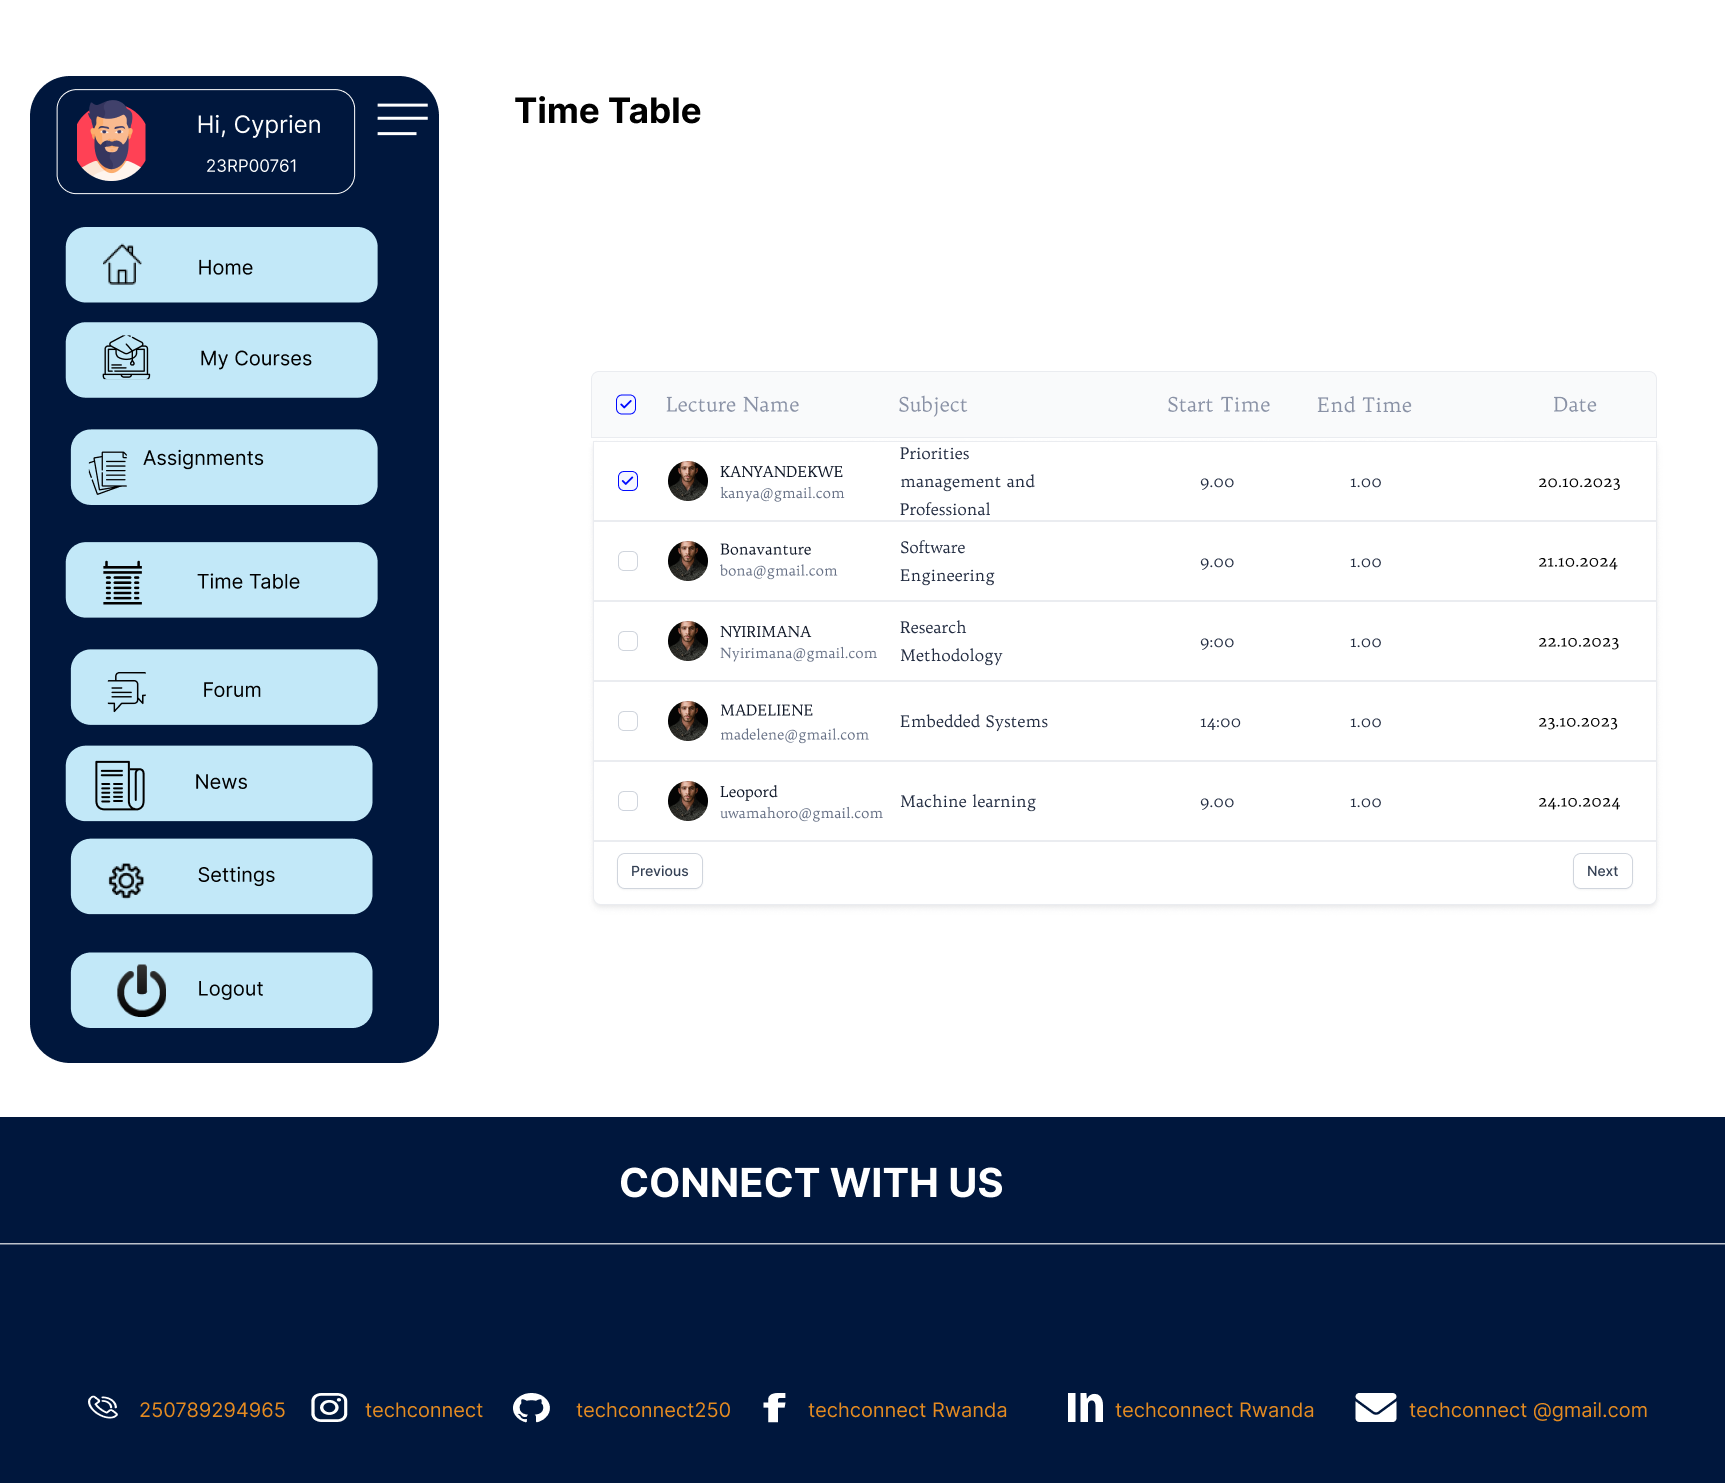 Hi, Cyprien
23RP00761
Home
My Courses
Assignments
Time Table
Forum
News
Settings
Logout
Time Table
Lecture Name Subject Start Time End Time Date
KANYANDEKWE
kanya@gmail.com
Priorities
management and
Professional
9.00 1.00 20.10.2023
Bonavanture
bona@gmail.com
Software
Engineering
9.00 1.00 21.10.2024
NYIRIMANA
Nyirimana@gmail.com
Research
Methodology
9:00 1.00 22.10.2023
MADELIENE
madelene@gmail.com
Embedded Systems
14:00 1.00 23.10.2023
Leopord
uwamahoro@gmail.com
Machine learning
9.00 1.00 24.10.2024
Previous Next
CONNECT WITH US
250789294965 techconnect techconnect250 techconnect Rwanda techconnect Rwanda techconnect @gmail.com